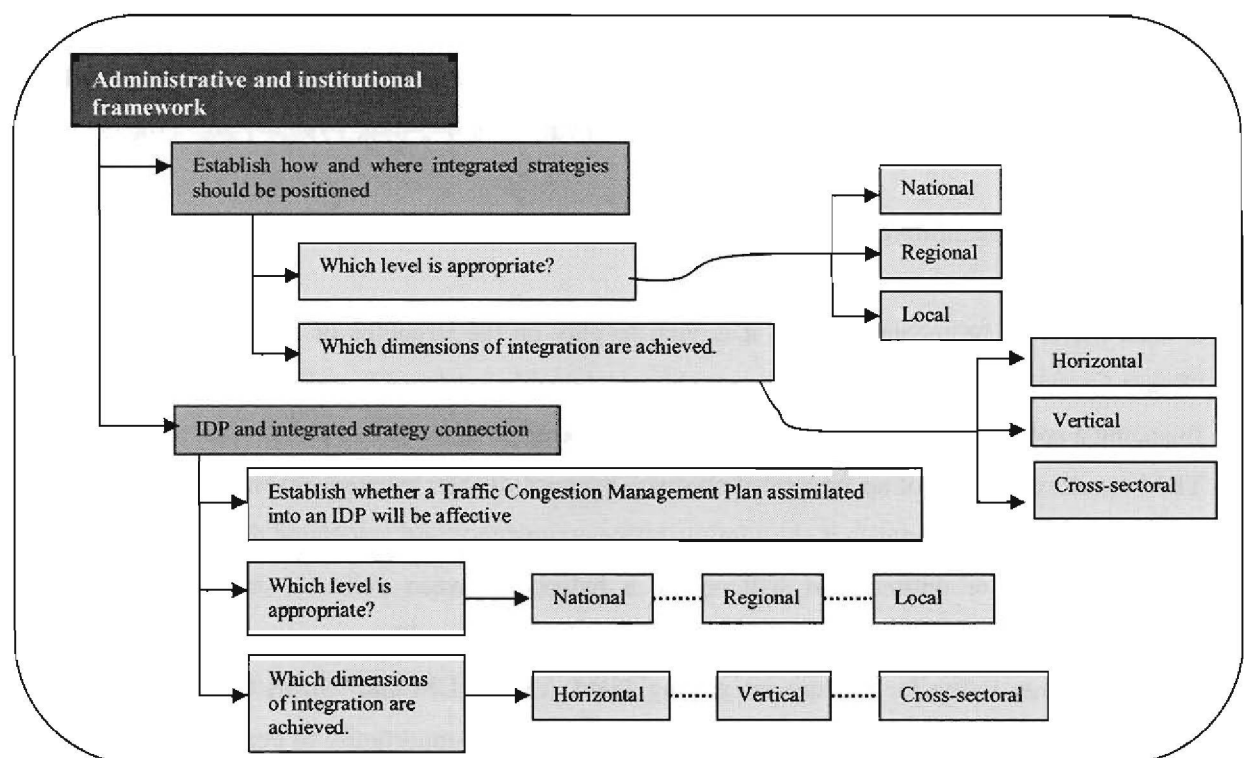 Administrative and institutional
framework
Establish how and where integrated strategies
should be positioned
Which level is appropriate?
National
Regional
Local
Which dimensions of integration are achieved.
Horizontal
Vertical
Cross-sectoral
IDP and integrated strategy connection
Establish whether a Traffic Congestion Management Plan assimilated
into an IDP will be affective
Which level is
appropriate?
National
Regional
Local
Which dimensions
of integration are
achieved.
Horizontal
Vertical
Cross-sectoral